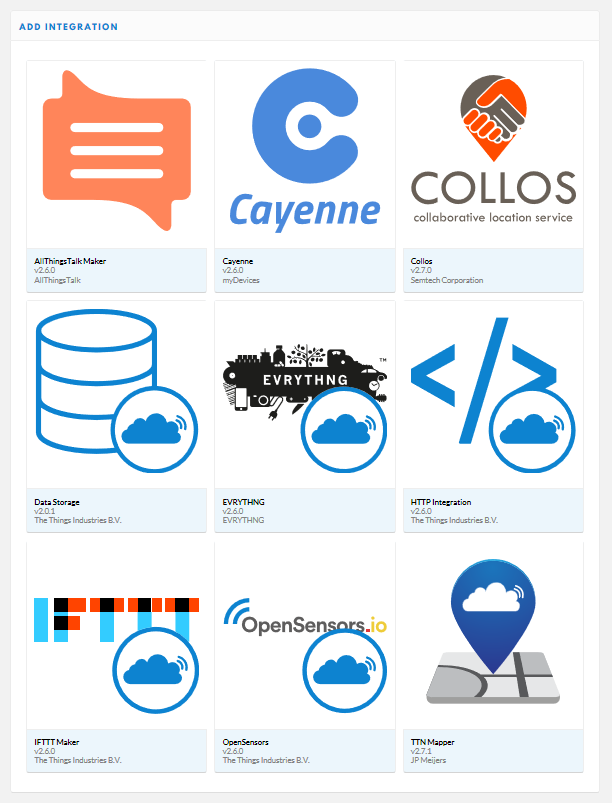 ADD INTEGRATION
Cayenne
COLLOS
collaborative location service
AllThingsTalk Maker
v2.6.0
AllThingsTalk
Cayenne
v2.6.0
myDevices
Collos
v2.7.0
Semtech Corporation
EVRYTHNG
TM
Data Storage
v2.0.1
The Things Industries B.V.
EVRYTHNG
v2.6.0
EVRYTHNG
</>
HTTP Integration
v2.6.0
The Things Industries B.V.
IFTTT
OpenSensors.io
IFTTT Maker
v2.6.0
The Things Industries B.V.
OpenSensors
v2.6.0
The Things Industries B.V.
TTN Mapper
v2.7.1
JP Meijers